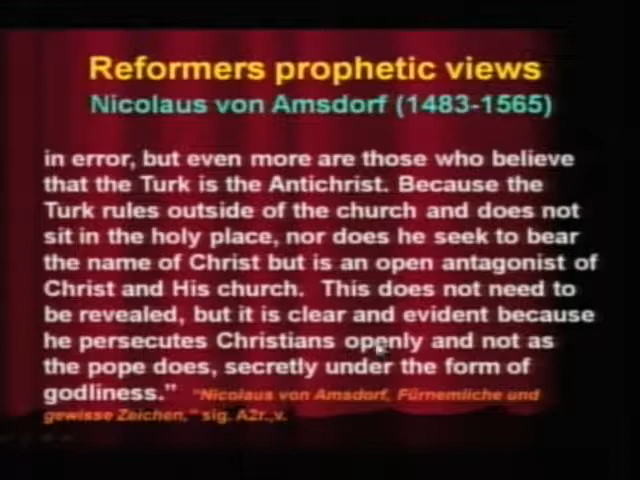 Reformers prophetic views
Nicolaus von Amsdorf (1483-1565)
in error, but even more are those who believe
that the Turk is the Antichrist. Because the
Turk rules outside of the church and does not
sit in the holy place, nor does he seek to bear
the name of Christ but is an open antagonist of
Christ and His church. This does not need to
be revealed, but it is clear and evident because
he persecutes Christians openly and not as
the pope does, secretly under the form of
godliness.” “Nicolaus von Amsdorf, Fürnemliche und
gewisse Zeichen,” sig. A2r.,v.